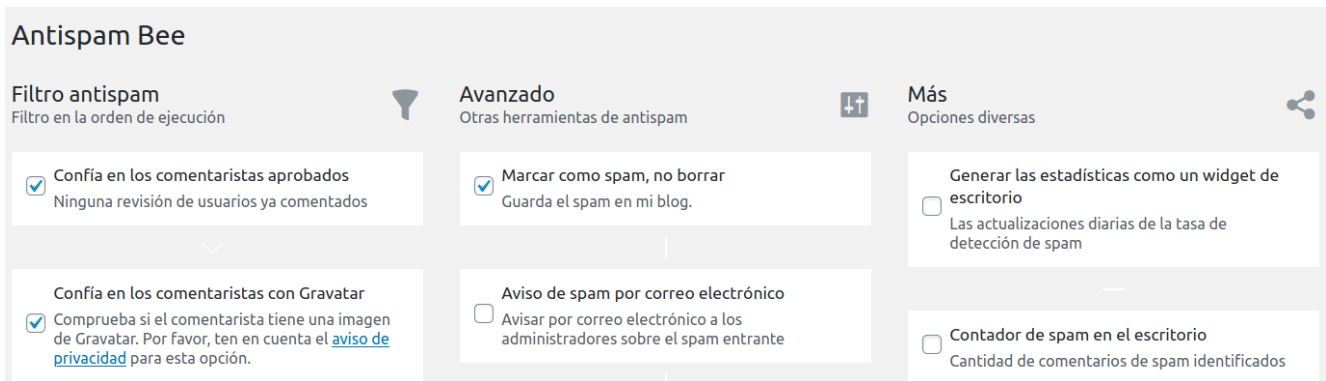 Antispam Bee
Filtro antispam
Filtro en la orden de ejecución
Confía en los comentaristas aprobados
Ninguna revisión de usuarios ya comentados
Confía en los comentaristas con Gravatar
Comprueba si el comentarista tiene una imagen
de Gravatar. Por favor, ten en cuenta el aviso de
privacidad para esta opción.
Avanzado
Otras herramientas de antispam
Marcar como spam, no borrar
Guarda el spam en mi blog.
Aviso de spam por correo electrónico
Avisar por correo electrónico a los
administradores sobre el spam entrante
Más
Opciones diversas
Generar las estadísticas como un widget de
escritorio
Las actualizaciones diarias de la tasa de
detección de spam
Contador de spam en el escritorio
Cantidad de comentarios de spam identificados